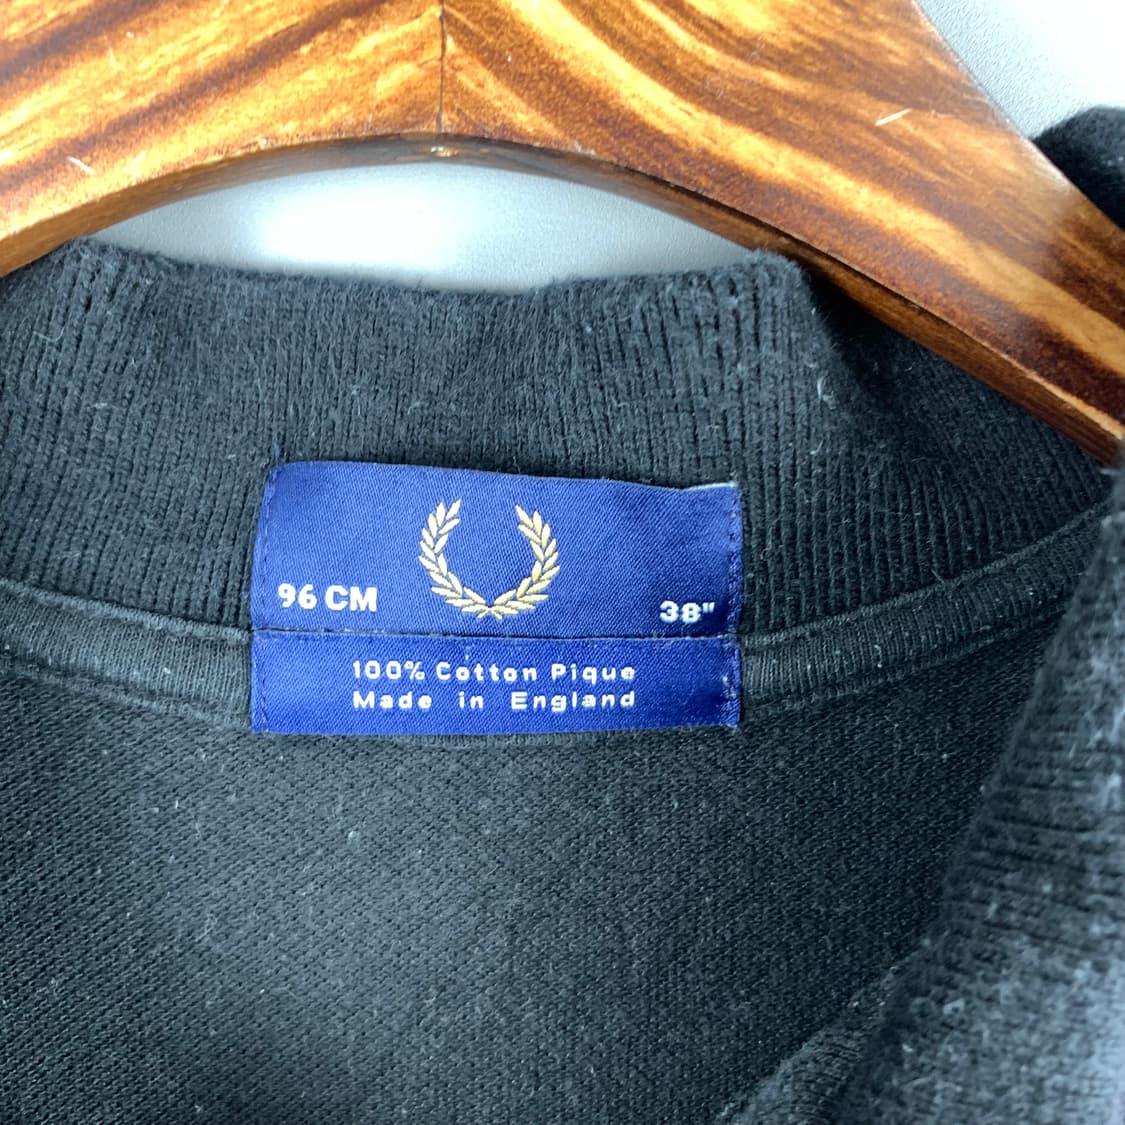 96 CM 38"
100% Cotton Pique
Made in England